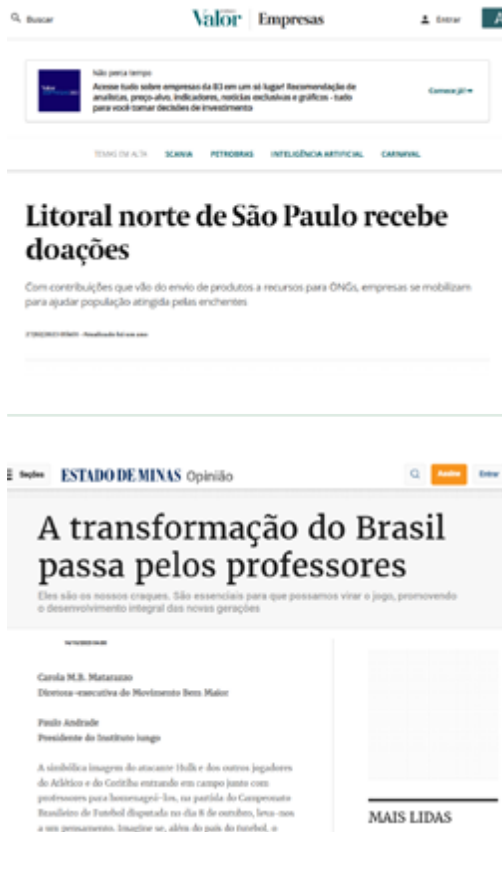 Buscar
Valor Empresas
Entrar
Não perca tempo
Acesse tudo sobre empresas da B3 em um só lugar! Recomendação de
analistas, preço-alvo, indicadores, notícias exclusivas e gráficos - tudo
para você tomar decisões de investimento
Comece já!
TEMAS EM ALTA SCANIA PETROBRAS INTELIGÊNCIA ARTIFICIAL CARNAVAL
Litoral norte de São Paulo recebe
doações
Com contribuições que vão do envio de produtos a recursos para ONGs, empresas se mobilizam
para ajudar população atingida pelas enchentes
Seções ESTADO DE MINAS Opinião
Assine Entrar
A transformação do Brasil
passa pelos professores
Eles são os nossos craques. São essenciais para que possamos virar o jogo, promovendo
o desenvolvimento integral das novas gerações
Carola M.B. Matarazzo
Diretora-executiva do Movimento Bem Maior
Paulo Andrade
Presidente do Instituto Iungo
A simbólica imagem do atacante Hulk e dos outros jogadores
do Atlético e do Coritiba entrando em campo junto com
professores para homenageá-los, na partida do Campeonato
Brasileiro de Futebol disputada no dia 8 de outubro, leva-nos
a um pensamento. Imagine se, além do país do futebol, o
MAIS LIDAS